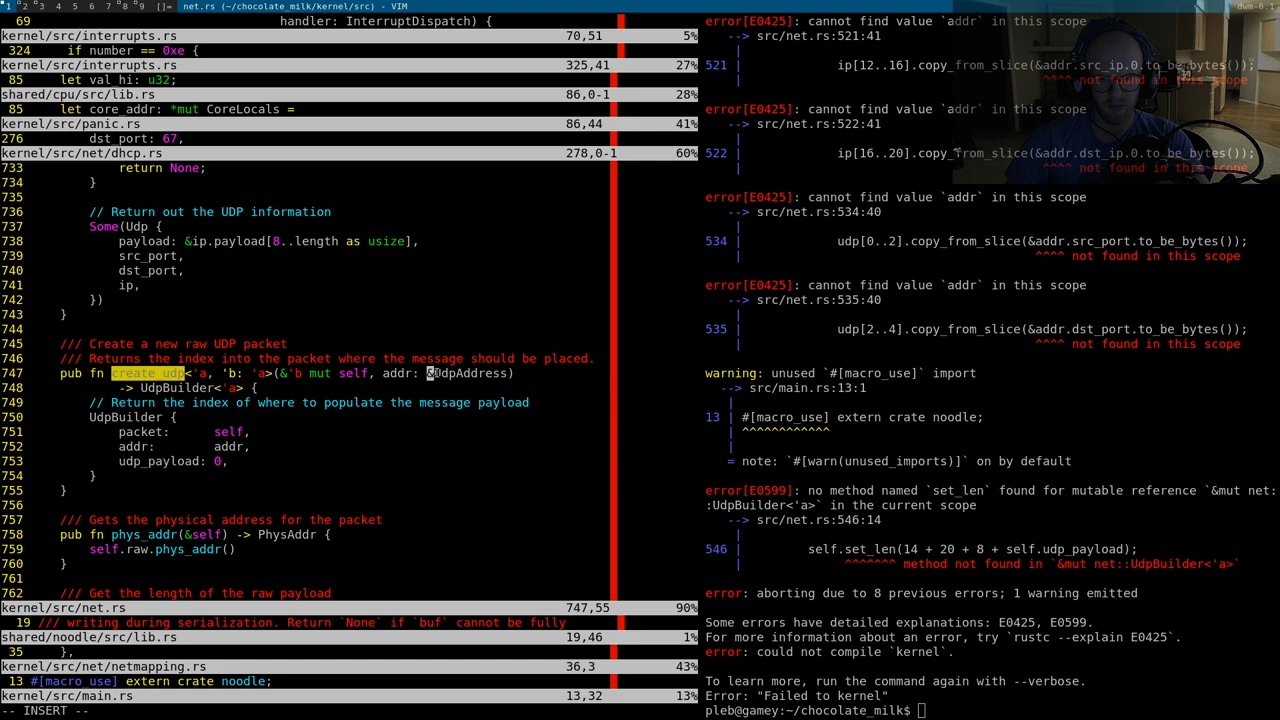 1 2 3 4 5 6 7 8 9 []= net.rs (~/chocolate_milk/kernel/src) - VIM dwm-6.1
69 handler: InterruptDispatch) {
kernel/src/interrupts.rs 70,51 5%
324 if number == 0xe {
kernel/src/interrupts.rs 325,41 27%
85 let val_hi: u32;
shared/cpu/src/lib.rs 86,0-1 28%
85 let core_addr: *mut CoreLocals =
kernel/src/panic.rs 86,44 41%
276 dst_port: 67,
kernel/src/net/dhcp.rs 278,0-1 60%
733 return None;
734 }
735
736 // Return out the UDP information
737 Some(Udp {
738 payload: &ip.payload[8..length as usize],
739 src_port,
740 dst_port,
741 ip,
742 })
743 }
744
745 /// Create a new raw UDP packet
746 /// Returns the index into the packet where the message should be placed.
747 pub fn create_udp<'a, 'b: 'a>(&'b mut self, addr: &UdpAddress)
748 -> UdpBuilder<'a> {
749 // Return the index of where to populate the message payload
750 UdpBuilder {
751 packet: self,
752 addr: addr,
753 udp_payload: 0,
754 }
755 }
756
757 /// Gets the physical address for the packet
758 pub fn phys_addr(&self) -> PhysAddr {
759 self.raw.phys_addr()
760 }
761
762 /// Get the length of the raw payload
kernel/src/net.rs 747,55 90%
19 /// writing during serialization. Return `None` if `buf` cannot be fully
shared/noodle/src/lib.rs 19,46 1%
35 },
kernel/src/net/netmapping.rs 36,3 43%
13 #[macro_use] extern crate noodle;
kernel/src/main.rs 13,32 13%
-- INSERT --
error[E0425]: cannot find value `addr` in this scope
--> src/net.rs:521:41
|
521 | ip[12..16].copy_from_slice(&addr.src_ip.0.to_be_bytes());
| ^^^^ not found in this scope
error[E0425]: cannot find value `addr` in this scope
--> src/net.rs:522:41
|
522 | ip[16..20].copy_from_slice(&addr.dst_ip.0.to_be_bytes());
| ^^^^ not found in this scope
error[E0425]: cannot find value `addr` in this scope
--> src/net.rs:534:40
|
534 | udp[0..2].copy_from_slice(&addr.src_port.to_be_bytes());
| ^^^^ not found in this scope
error[E0425]: cannot find value `addr` in this scope
--> src/net.rs:535:40
|
535 | udp[2..4].copy_from_slice(&addr.dst_port.to_be_bytes());
| ^^^^ not found in this scope
warning: unused `#[macro_use]` import
--> src/main.rs:13:1
|
13 | #[macro_use] extern crate noodle;
| ^^^^^^^^^^^^
|
= note: `#[warn(unused_imports)]` on by default
error[E0599]: no method named `set_len` found for mutable reference `&mut net:
:UdpBuilder<'a>` in the current scope
--> src/net.rs:546:14
|
546 | self.set_len(14 + 20 + 8 + self.udp_payload);
| ^^^^^^^ method not found in `&mut net::UdpBuilder<'a>`
error: aborting due to 8 previous errors; 1 warning emitted
Some errors have detailed explanations: E0425, E0599.
For more information about an error, try `rustc --explain E0425`.
error: could not compile `kernel`.
To learn more, run the command again with --verbose.
Error: "Failed to kernel"
pleb@gamey:~/chocolate_milk$